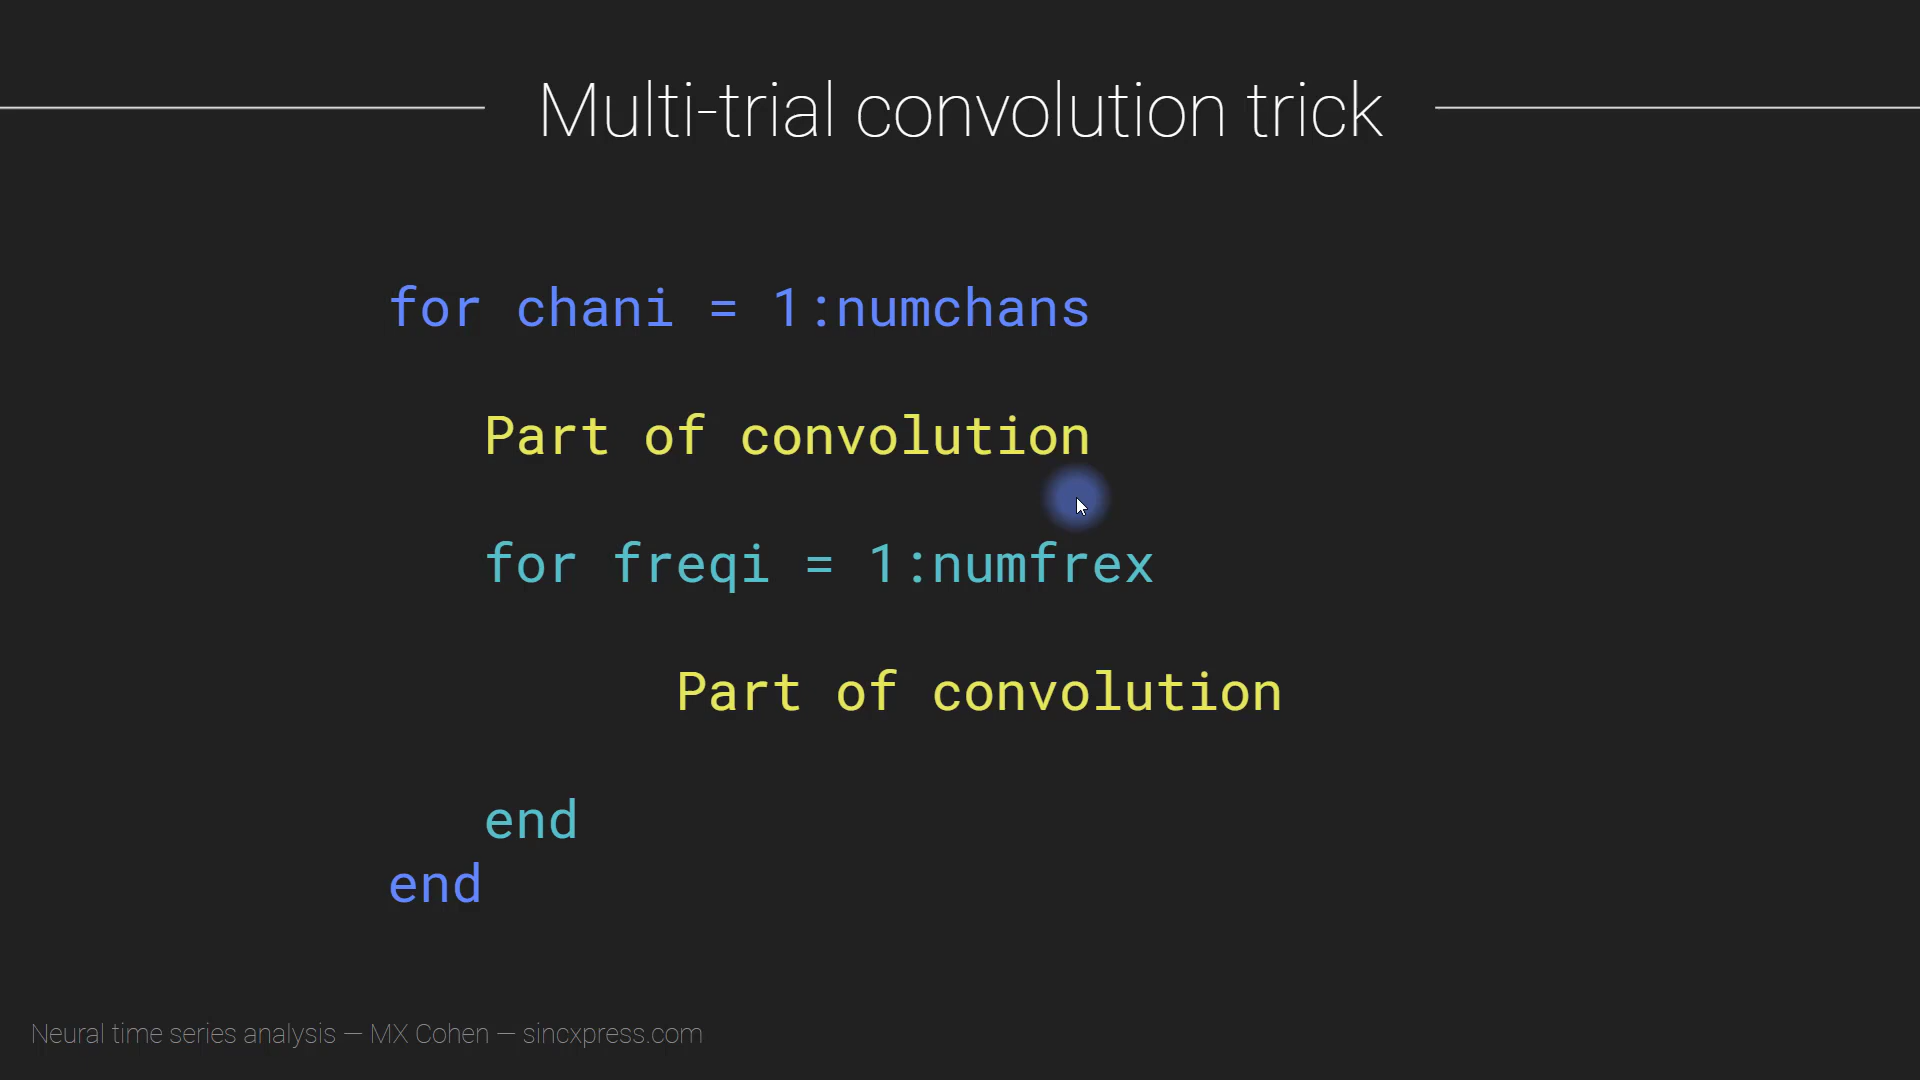 Multi-trial convolution trick
for chani = 1:numchans
Part of convolution
for freqi = 1:numfrex
Part of convolution
end
end
Neural time series analysis — MX Cohen — sincxpress.com